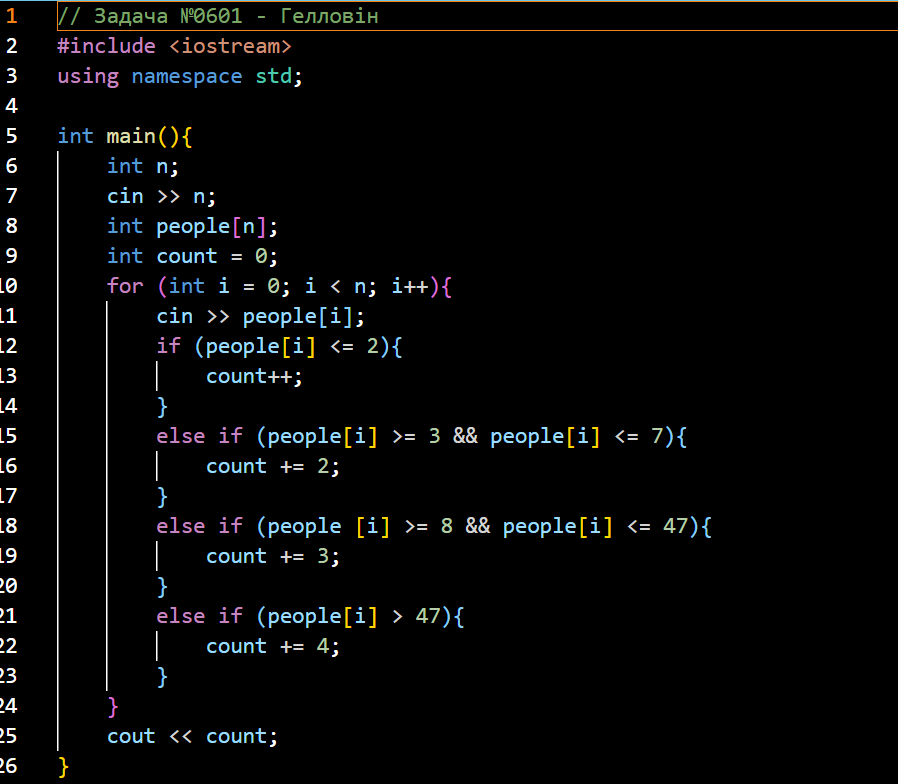 1 // Задача №0601 - Гелловін
2 #include <iostream>
3 using namespace std;
4
5 int main(){
6     int n;
7     cin >> n;
8     int people[n];
9     int count = 0;
10     for (int i = 0; i < n; i++){
11         cin >> people[i];
12         if (people[i] <= 2){
13             count++;
14         }
15         else if (people[i] >= 3 && people[i] <= 7){
16             count += 2;
17         }
18         else if (people [i] >= 8 && people[i] <= 47){
19             count += 3;
20         }
21         else if (people[i] > 47){
22             count += 4;
23         }
24     }
25     cout << count;
26 }